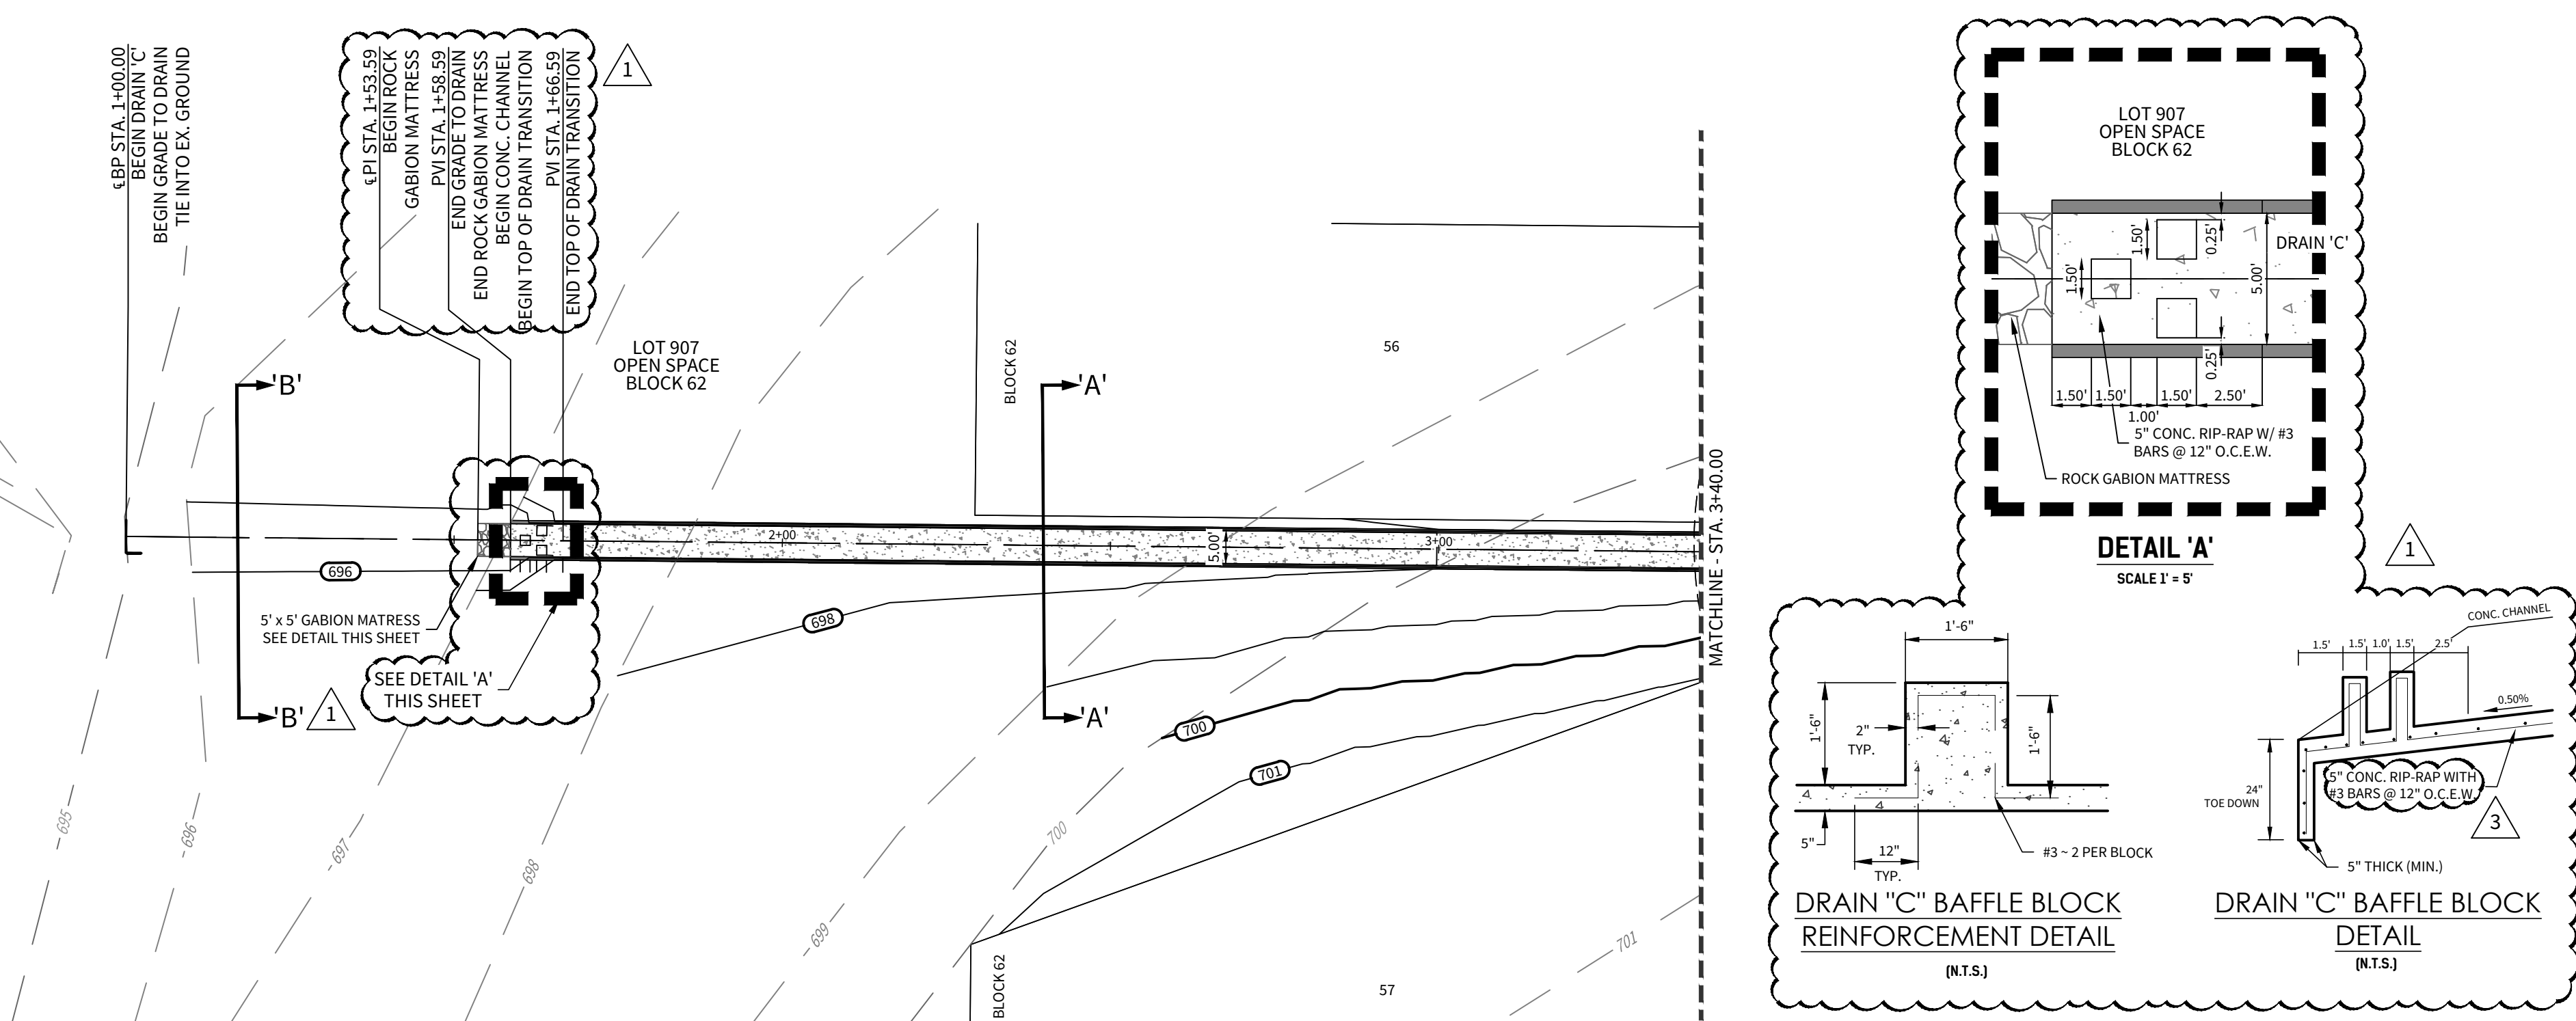 ℄BP STA. 1+00.00
BEGIN DRAIN 'C'
BEGIN GRADE TO DRAIN
TIE INTO EX. GROUND
℄PI STA. 1+53.59
BEGIN ROCK
GABION MATTRESS
PVI STA. 1+58.59
END GRADE TO DRAIN
END ROCK GABION MATTRESS
BEGIN CONC. CHANNEL
BEGIN TOP OF DRAIN TRANSITION
PVI STA. 1+66.59
END TOP OF DRAIN TRANSITION
1
LOT 907
OPEN SPACE
BLOCK 62
'B'
'A'
BLOCK 62
56
2+00
5.00'
3+00
696
5' x 5' GABION MATRESS
SEE DETAIL THIS SHEET
698
SEE DETAIL 'A'
THIS SHEET
'B'
1
'A'
700
701
695
696
697
698
699
700
701
BLOCK 62
57
MATCHLINE - STA. 3+40.00
LOT 907
OPEN SPACE
BLOCK 62
DRAIN 'C'
1.50'
0.25'
1.50'
5.00'
0.25'
1.50'
1.50'
1.00'
1.50'
2.50'
5" CONC. RIP-RAP W/ #3
BARS @ 12" O.C.E.W.
ROCK GABION MATTRESS
DETAIL 'A'
SCALE 1' = 5'
1
1'-6"
1'-6"
2"
TYP.
1'-6"
5"
12"
TYP.
#3 ~ 2 PER BLOCK
DRAIN "C" BAFFLE BLOCK
REINFORCEMENT DETAIL
(N.T.S.)
CONC. CHANNEL
1.5'
1.5'
1.0'
1.5'
2.5'
0.50%
5" CONC. RIP-RAP WITH
#3 BARS @ 12" O.C.E.W.
24"
TOE DOWN
3
5" THICK (MIN.)
DRAIN "C" BAFFLE BLOCK
DETAIL
(N.T.S.)